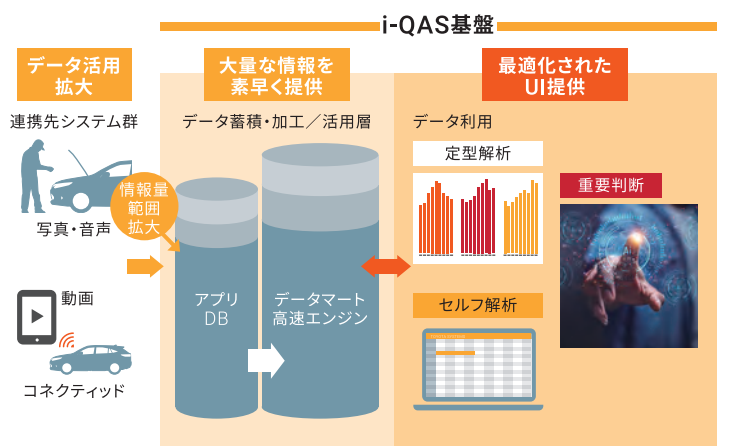 i-QAS基盤
データ活用
拡大
大量な情報を
素早く提供
最適化された
UI提供
連携先システム群
データ蓄積・加工／活用層
データ利用
定型解析
情報量
範囲
拡大
重要判断
写真・音声
動画
アプリ
DB
データマート
高速エンジン
セルフ解析
コネクティッド